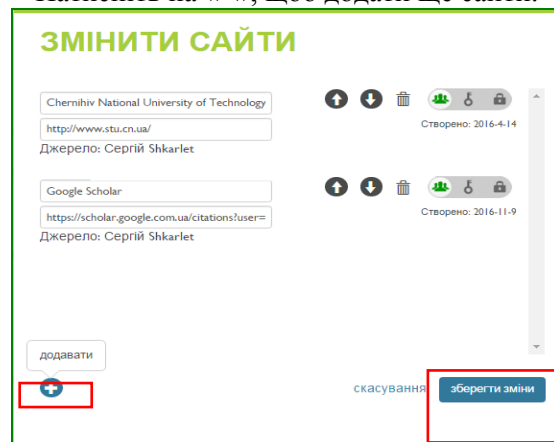 ЗМІНИТИ САЙТИ
Chernihiv National University of Technology
http://www.stu.cn.ua/
Створено: 2016-4-14
Джерело: Сергій Shkarlet
Google Scholar
https://scholar.google.com.ua/citations?user=
Створено: 2016-11-9
Джерело: Сергій Shkarlet
додавати
скасування
зберегти зміни